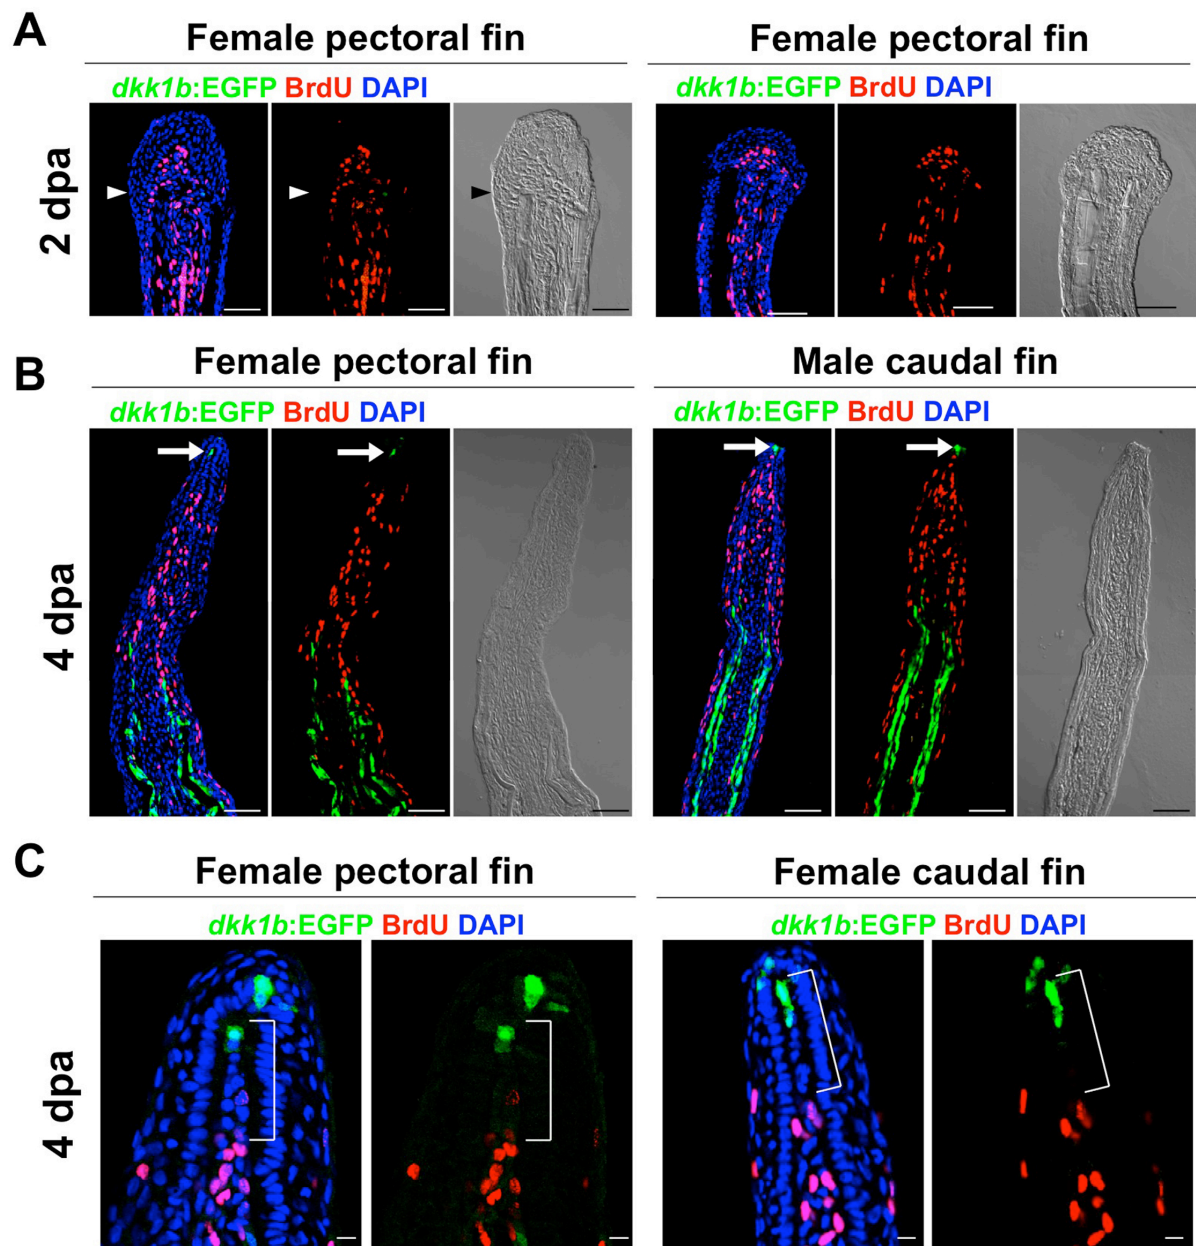 A
Female pectoral fin
Female pectoral fin
dkk1b:EGFP BrdU DAPI
dkk1b:EGFP BrdU DAPI
2 dpa
B
Female pectoral fin
Male caudal fin
dkk1b:EGFP BrdU DAPI
dkk1b:EGFP BrdU DAPI
4 dpa
C
Female pectoral fin
Female caudal fin
dkk1b:EGFP BrdU DAPI
dkk1b:EGFP BrdU DAPI
4 dpa